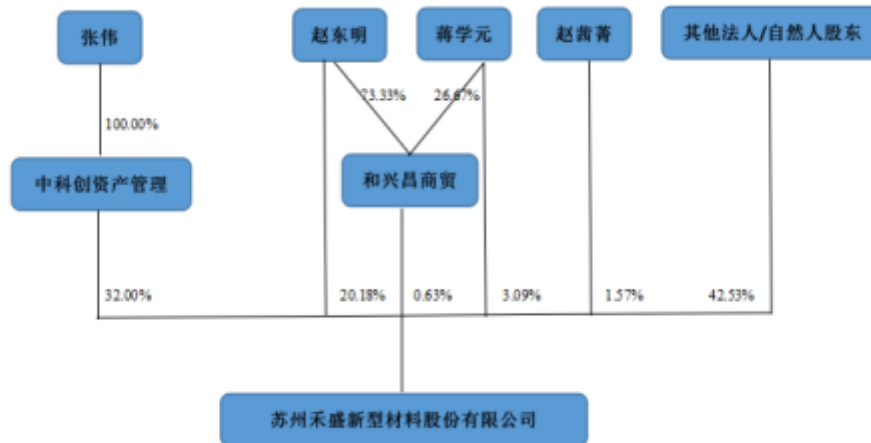 张伟
赵东明
蒋学元
赵茜菁
其他法人/自然人股东
73.33%
26.67%
100.00%
中科创资产管理
和兴昌商贸
32.00%
20.18%
0.63%
3.09%
1.57%
42.53%
苏州禾盛新型材料股份有限公司